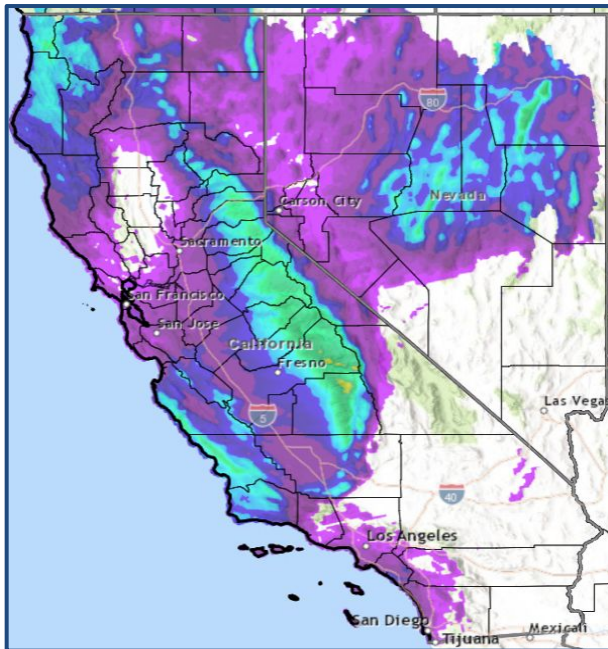 80
Nevada
Carson City
Sacramento
San Francisco
San Jose
California
Fresno
Las Vegas
5
40
Los Angeles
San Diego
Mexicali
Tijuana